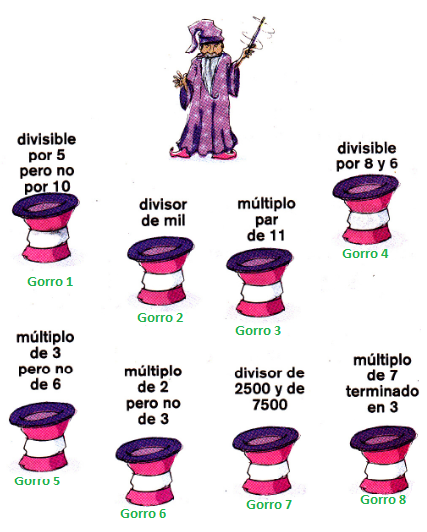 divisible
por 5
pero no
por 10
Gorro 1
divisor
de mil
Gorro 2
múltiplo
par
de 11
Gorro 3
divisible
por 8 y 6
Gorro 4
múltiplo
de 3
pero no
de 6
Gorro 5
múltiplo
de 2
pero no
de 3
Gorro 6
divisor de
2500 y de
7500
Gorro 7
múltiplo
de 7
terminado
en 3
Gorro 8